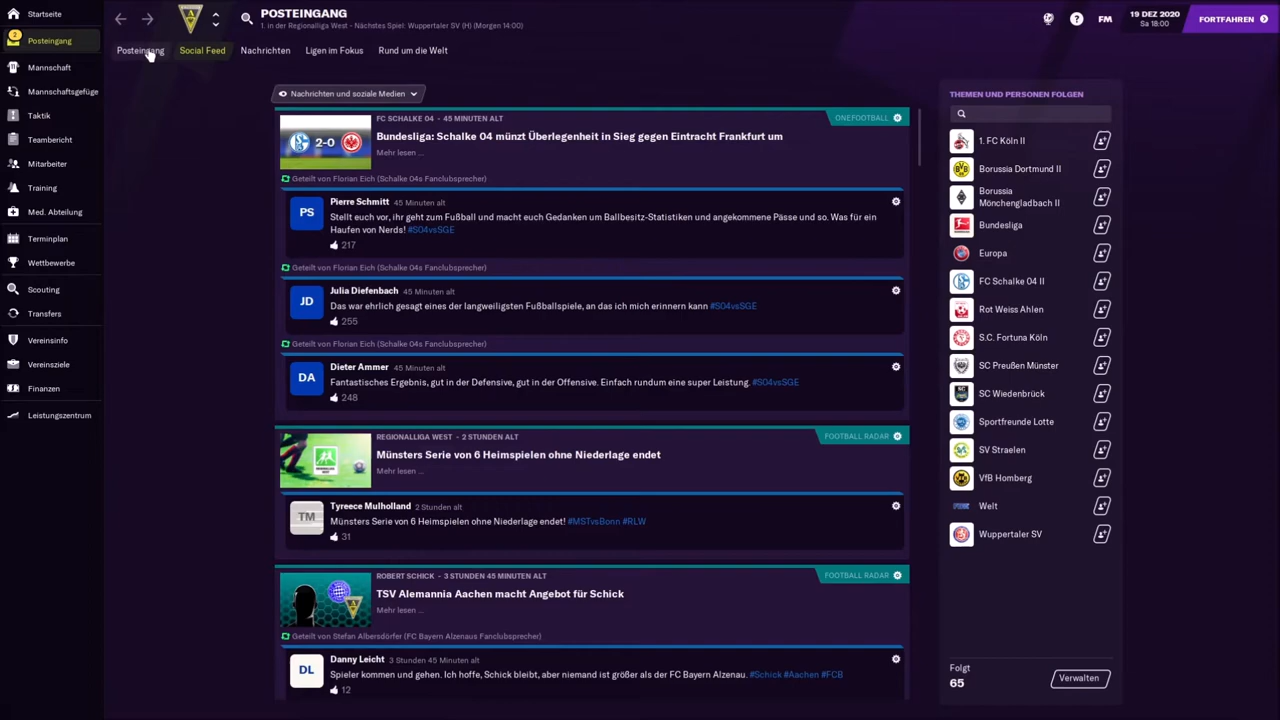 Startseite
2
Posteingang
Mannschaft
Mannschaftsgefüge
Taktik
Teambericht
Mitarbeiter
Training
Med. Abteilung
Terminplan
Wettbewerbe
Scouting
Transfers
Vereinsinfo
Vereinsziele
Finanzen
Leistungszentrum
POSTEINGANG
1. in der Regionalliga West - Nächstes Spiel: Wuppertaler SV (H) (Morgen 14:00)
?
FM
19 DEZ 2020
Sa 18:00
FORTFAHREN
Posteingang
Social Feed
Nachrichten
Ligen im Fokus
Rund um die Welt
Nachrichten und soziale Medien
2-0
FC SCHALKE 04 - 45 MINUTEN ALT
ONEFOOTBALL
Bundesliga: Schalke 04 münzt Überlegenheit in Sieg gegen Eintracht Frankfurt um
Mehr lesen ...
Geteilt von Florian Eich (Schalke 04s Fanclubsprecher)
PS
Pierre Schmitt 45 Minuten alt
Stellt euch vor, ihr geht zum Fußball und macht euch Gedanken um Ballbesitz-Statistiken und angekommene Pässe und so. Was für ein
Haufen von Nerds! #S04vsSGE
217
Geteilt von Florian Eich (Schalke 04s Fanclubsprecher)
JD
Julia Diefenbach 45 Minuten alt
Das war ehrlich gesagt eines der langweiligsten Fußballspiele, an das ich mich erinnern kann #S04vsSGE
255
Geteilt von Florian Eich (Schalke 04s Fanclubsprecher)
DA
Dieter Ammer 45 Minuten alt
Fantastisches Ergebnis, gut in der Defensive, gut in der Offensive. Einfach rundum eine super Leistung. #S04vsSGE
248
REGIONALLIGA WEST - 2 STUNDEN ALT
FOOTBALL RADAR
Münsters Serie von 6 Heimspielen ohne Niederlage endet
Mehr lesen ...
TM
Tyreece Mulholland 2 Stunden alt
Münsters Serie von 6 Heimspielen ohne Niederlage endet! #MSTvsBonn #RLW
31
ROBERT SCHICK - 3 STUNDEN 45 MINUTEN ALT
FOOTBALL RADAR
TSV Alemannia Aachen macht Angebot für Schick
Mehr lesen ...
Geteilt von Stefan Albersdörfer (FC Bayern Alzenaus Fanclubsprecher)
DL
Danny Leicht 3 Stunden 45 Minuten alt
Spieler kommen und gehen. Ich hoffe, Schick bleibt, aber niemand ist größer als der FC Bayern Alzenau. #Schick #Aachen #FCB
12
THEMEN UND PERSONEN FOLGEN
1. FC Köln II
Borussia Dortmund II
Borussia
Mönchengladbach II
Bundesliga
Europa
FC Schalke 04 II
Rot Weiss Ahlen
S.C. Fortuna Köln
SC Preußen Münster
SC Wiedenbrück
Sportfreunde Lotte
SV Straelen
VfB Homberg
Welt
Wuppertaler SV
Folgt
65
Verwalten